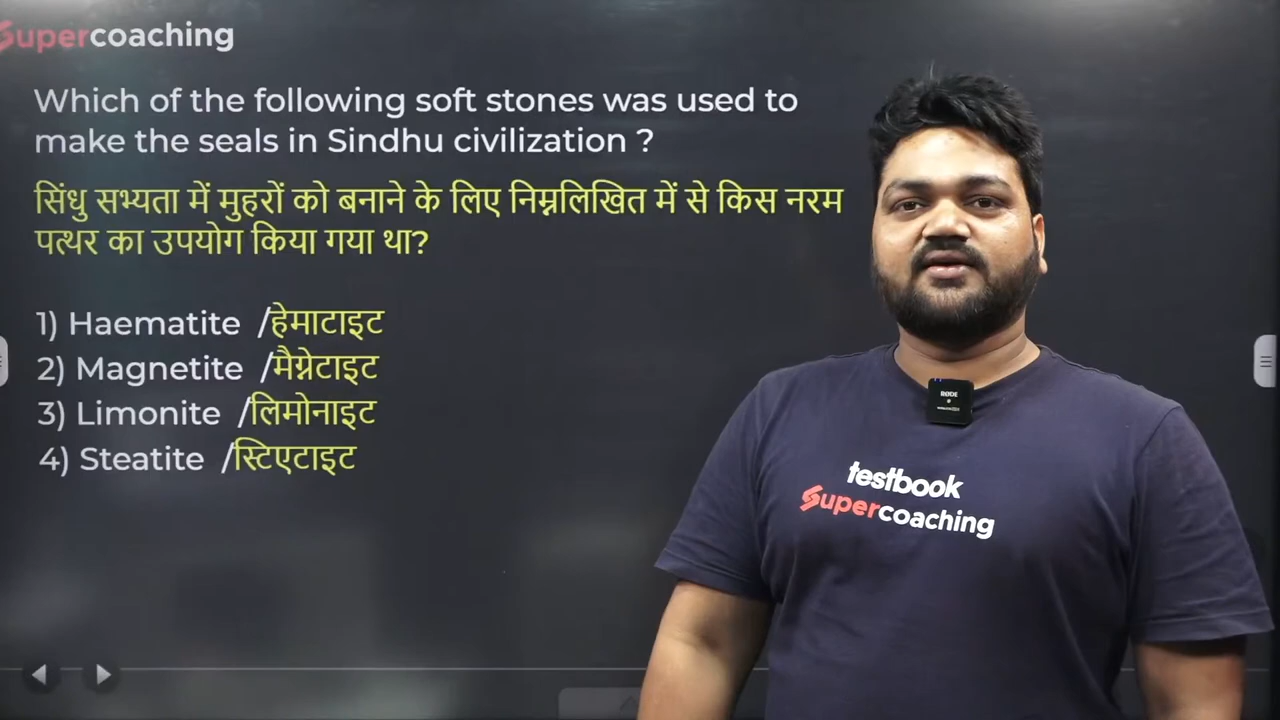 Supercoaching
Which of the following soft stones was used to
make the seals in Sindhu civilization ?
सिंधु सभ्यता में मुहरों को बनाने के लिए निम्नलिखित में से किस नरम
पत्थर का उपयोग किया गया था?
1) Haematite /हेमाटाइट
2) Magnetite /मैग्नेटाइट
3) Limonite /लिमोनाइट
4) Steatite /स्टिएटाइट
RØDE
testbook
Supercoaching